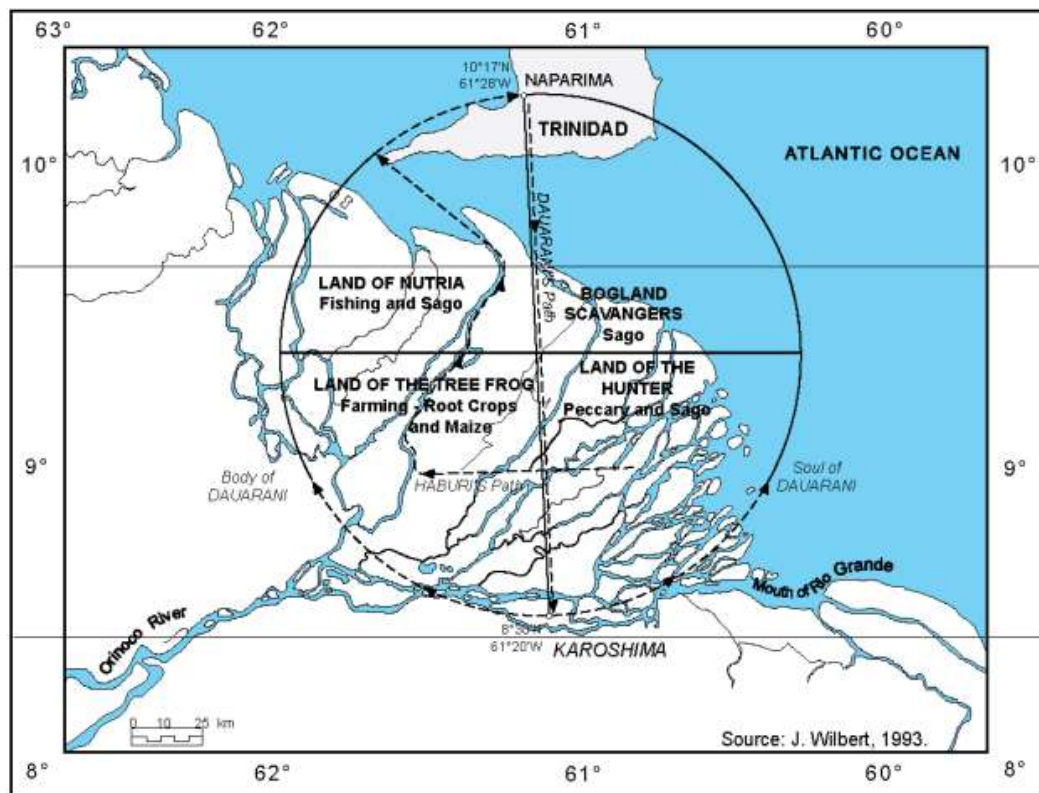 63°
62°
61°
60°
10°17'N
61°28'W
NAPARIMA
TRINIDAD
10°
ATLANTIC OCEAN
10°
DAUARANI'S Path
LAND OF NUTRIA
Fishing and Sago
BOGLAND
SCAVANGERS
Sago
LAND OF THE TREE FROG
Farming - Root Crops
and Maize
LAND OF THE
HUNTER
Peccary and Sago
9°
Body of
DAUARANI
HABURI'S Path
Soul of
DAUARANI
9°
Mouth of Rio Grande
Orinoco River
61°20'W
KAROSHIMA
0 10 25 km
Source: J. Wilbert, 1993.
8°
62°
61°
60°
8°